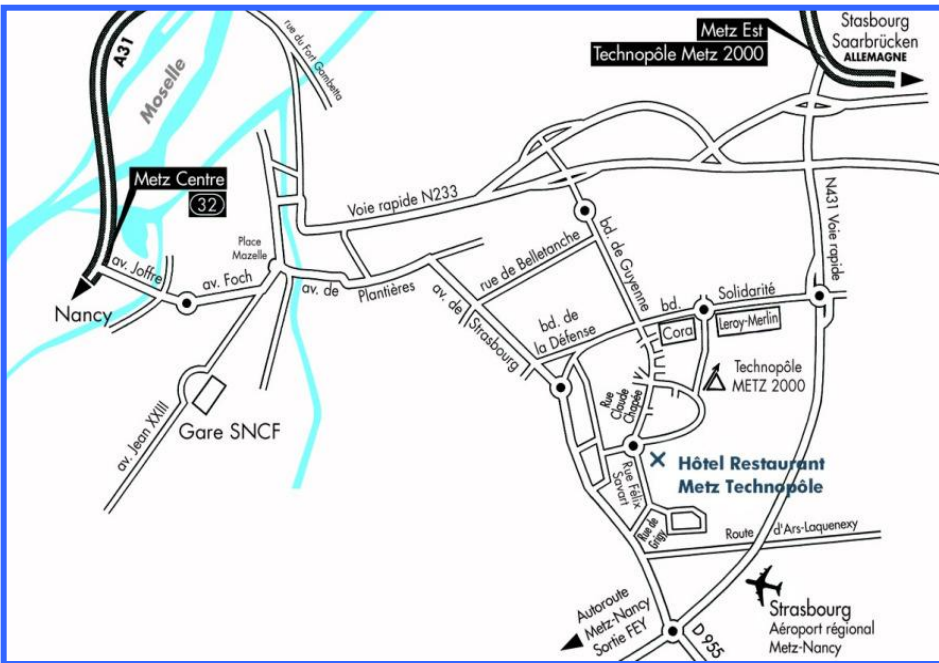 A31
Moselle
rue du Fort Gambetta
Metz Est
Technopôle Metz 2000
Stasbourg
Saarbrücken
ALLEMAGNE
Metz Centre
32
Voie rapide N233
N431 Voie rapide
Place
Mazelle
av. Joffre
av. Foch
av. de
Plantières
rue de Belletanche
bd. de Guyenne
Nancy
av. de
Strasbourg
bd. de
la Défense
bd.
Solidarité
Cora
Leroy-Merlin
Technopôle
METZ 2000
Rue
Claude
Chapée
av. Jean XXIII
Gare SNCF
Hôtel Restaurant
Metz Technopôle
Rue Félix
Savart
Rue de
Grigy
Route
d'Ars-Laquenexy
Autoroute
Metz-Nancy
Sortie FEY
D 955
Strasbourg
Aéroport régional
Metz-Nancy